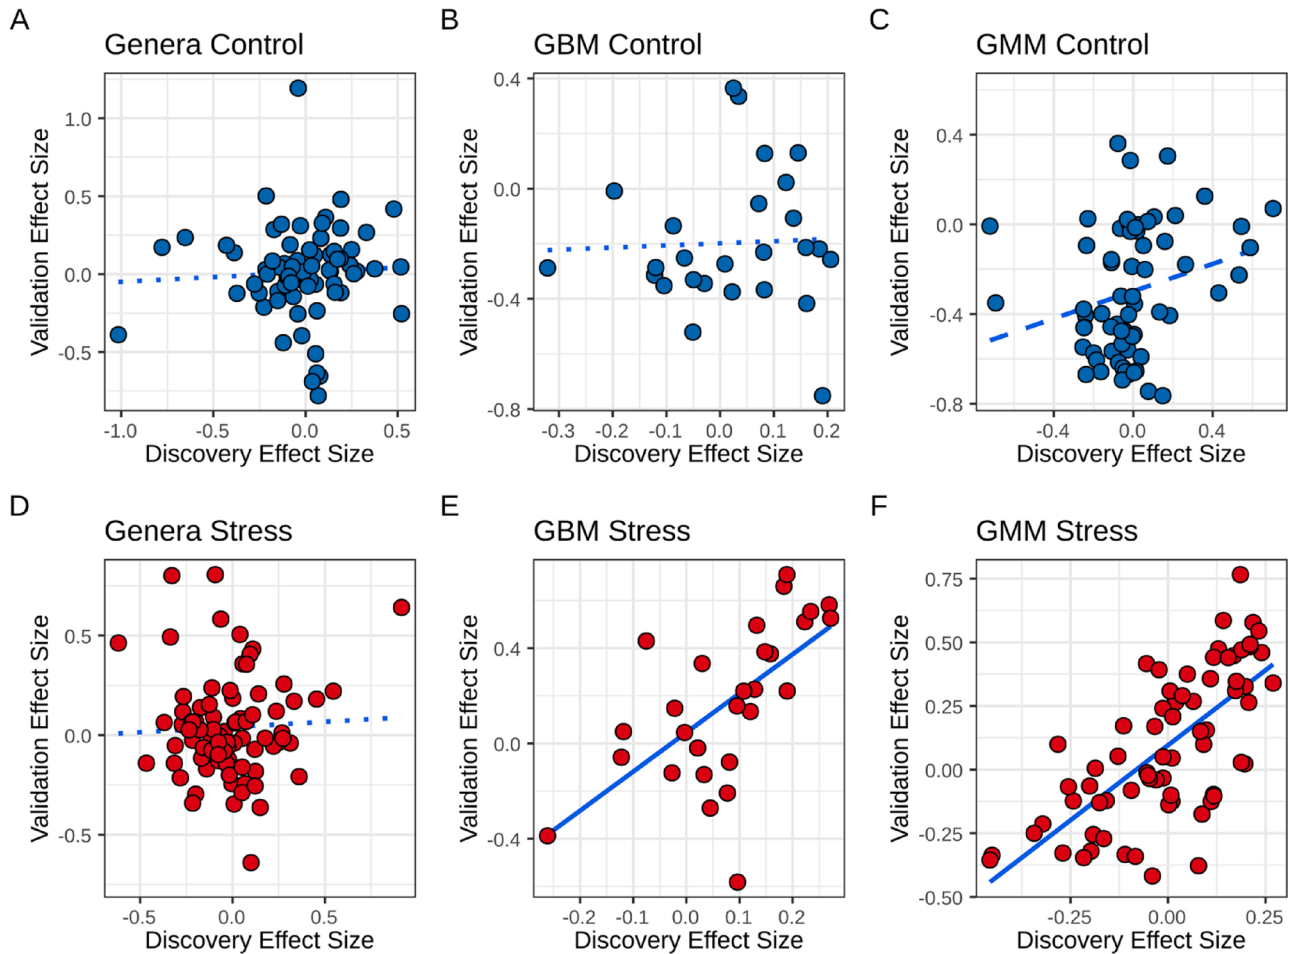 A
Genera Control
Validation Effect Size
1.0
0.5
0.0
-0.5
-1.0 -0.5 0.0 0.5
Discovery Effect Size
B
GBM Control
Validation Effect Size
0.4
0.0
-0.4
-0.8
-0.3 -0.2 -0.1 0.0 0.1 0.2
Discovery Effect Size
C
GMM Control
Validation Effect Size
0.4
0.0
-0.4
-0.8
-0.4 0.0 0.4
Discovery Effect Size
D
Genera Stress
Validation Effect Size
0.5
0.0
-0.5
-0.5 0.0 0.5
Discovery Effect Size
E
GBM Stress
Validation Effect Size
0.4
0.0
-0.4
-0.2 -0.1 0.0 0.1 0.2
Discovery Effect Size
F
GMM Stress
Validation Effect Size
0.75
0.50
0.25
0.00
-0.25
-0.50
-0.25 0.00 0.25
Discovery Effect Size